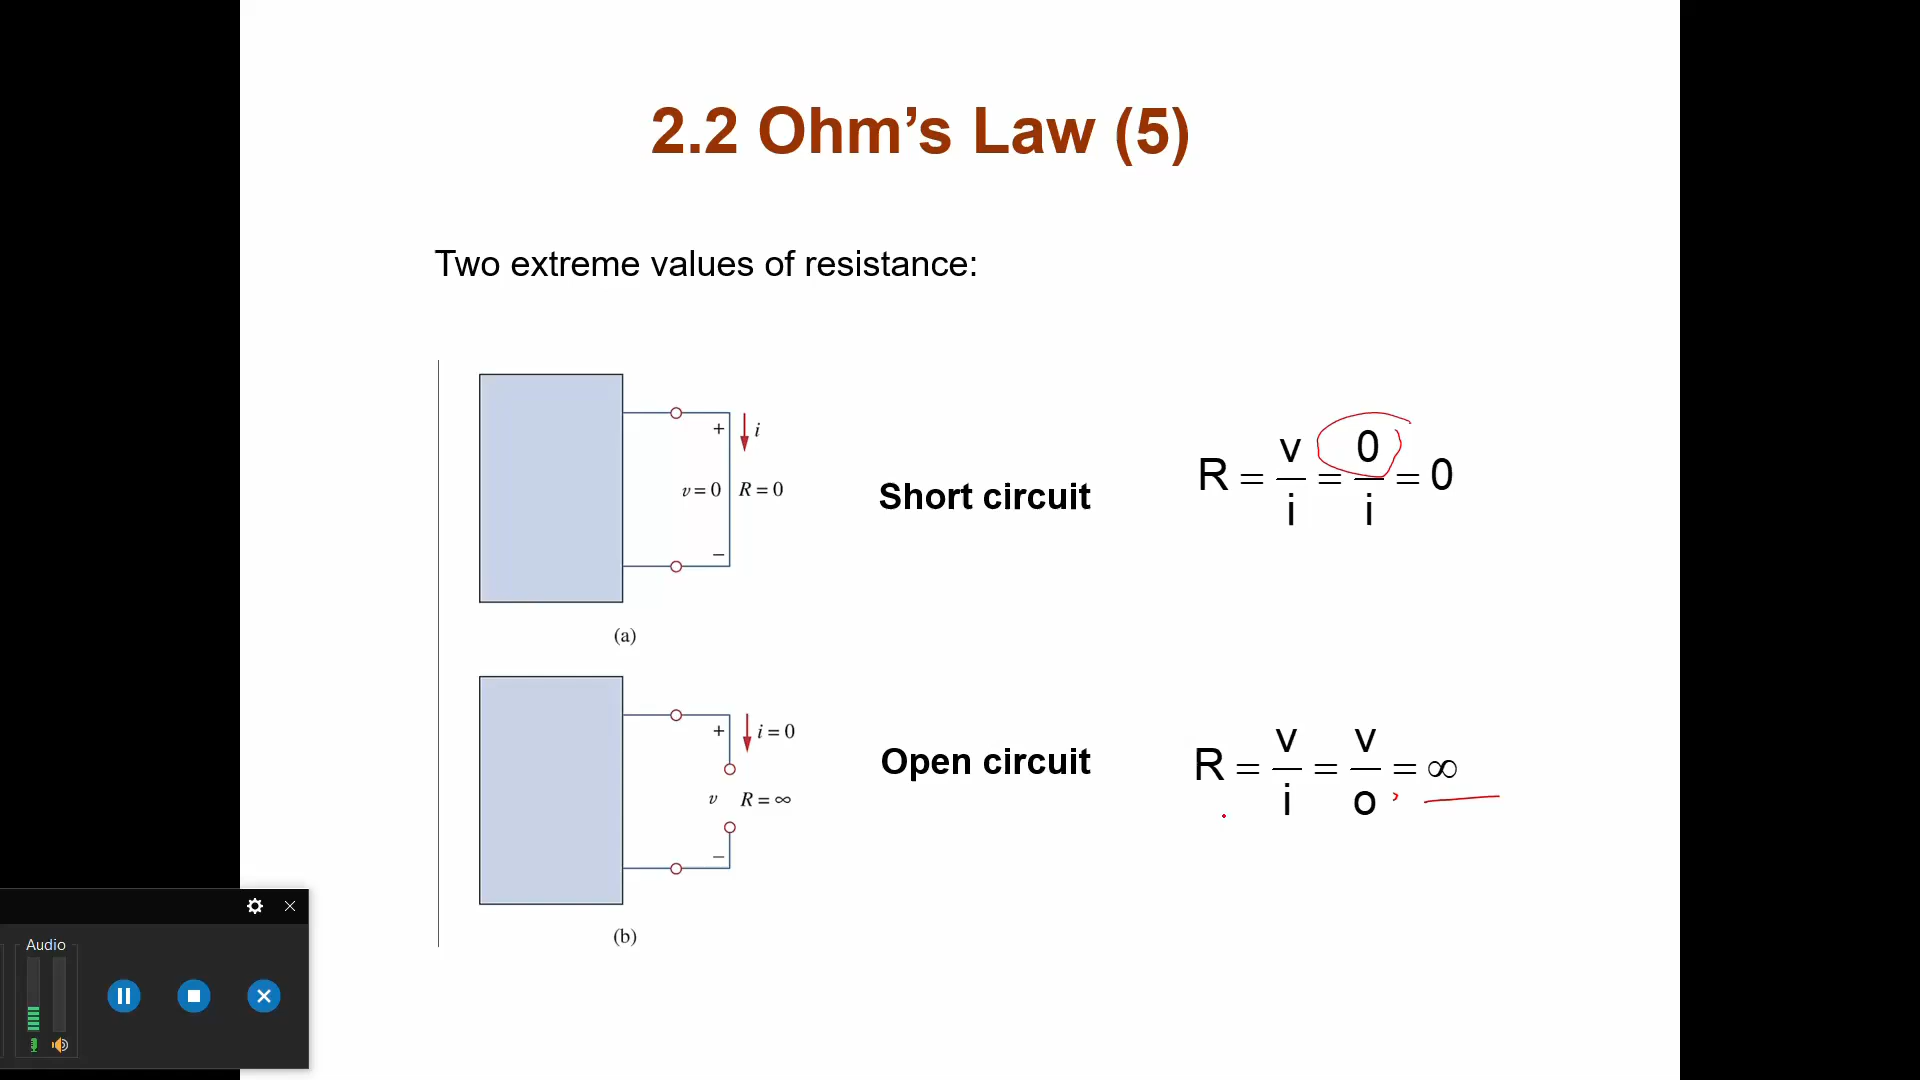 2.2 Ohm’s Law (5)
Two extreme values of resistance:
+ i
v = 0 R = 0
−
(a)
Short circuit
R = v/i = 0/i = 0
+ i = 0
v R = ∞
−
(b)
Open circuit
R = v/i = v/o = ∞
Audio